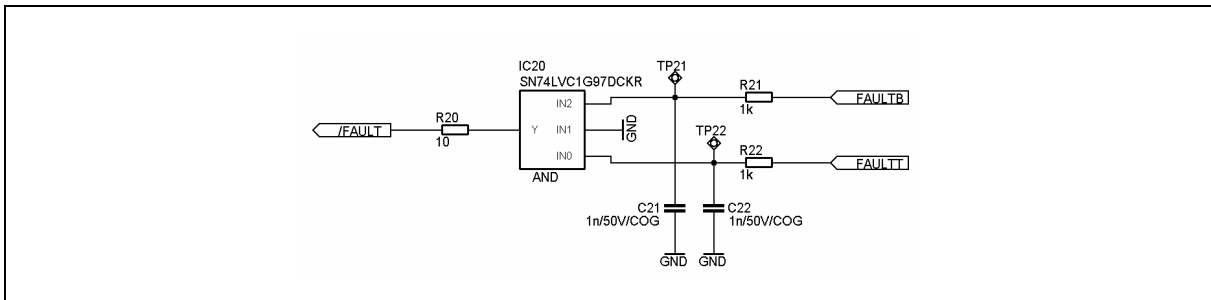 IC20
SN74LVC1G97DCKR
TP21
R21
IN2
FAULTB
1k
/FAULT
R20
10
Y
IN1
GND
TP22
R22
IN0
FAULTT
1k
AND
C21
1n/50V/COG
C22
1n/50V/COG
GND
GND